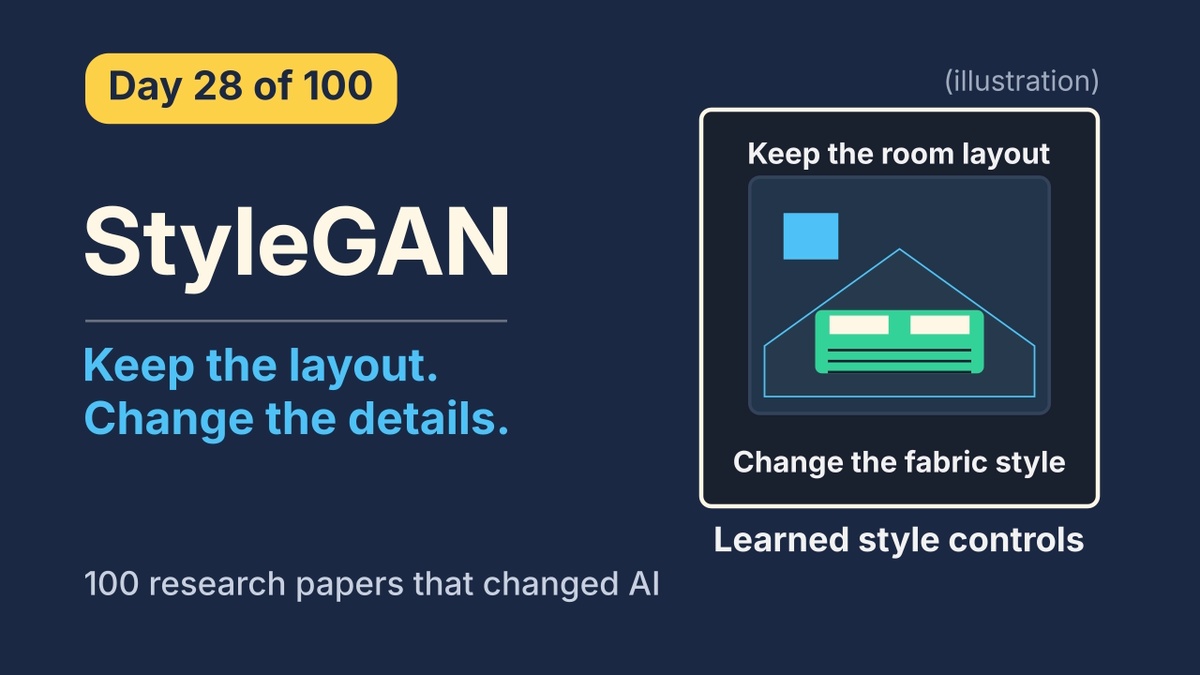 Day 28 of 100
StyleGAN
Keep the layout.
Change the details.
100 research papers that changed AI
(illustration)
Keep the room layout
Change the fabric style
Learned style controls